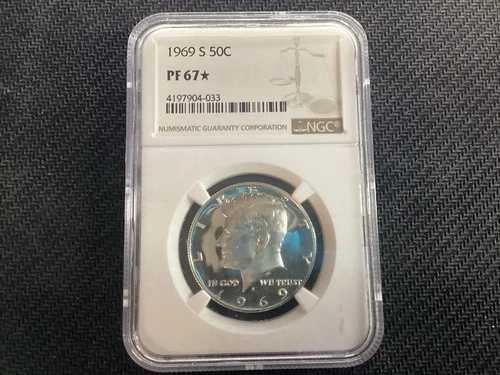 1969 S 50C
PF 67★
4197904-033
NUMISMATIC GUARANTY CORPORATION
NGC®
LIBERTY
IN GOD WE TRUST
1969